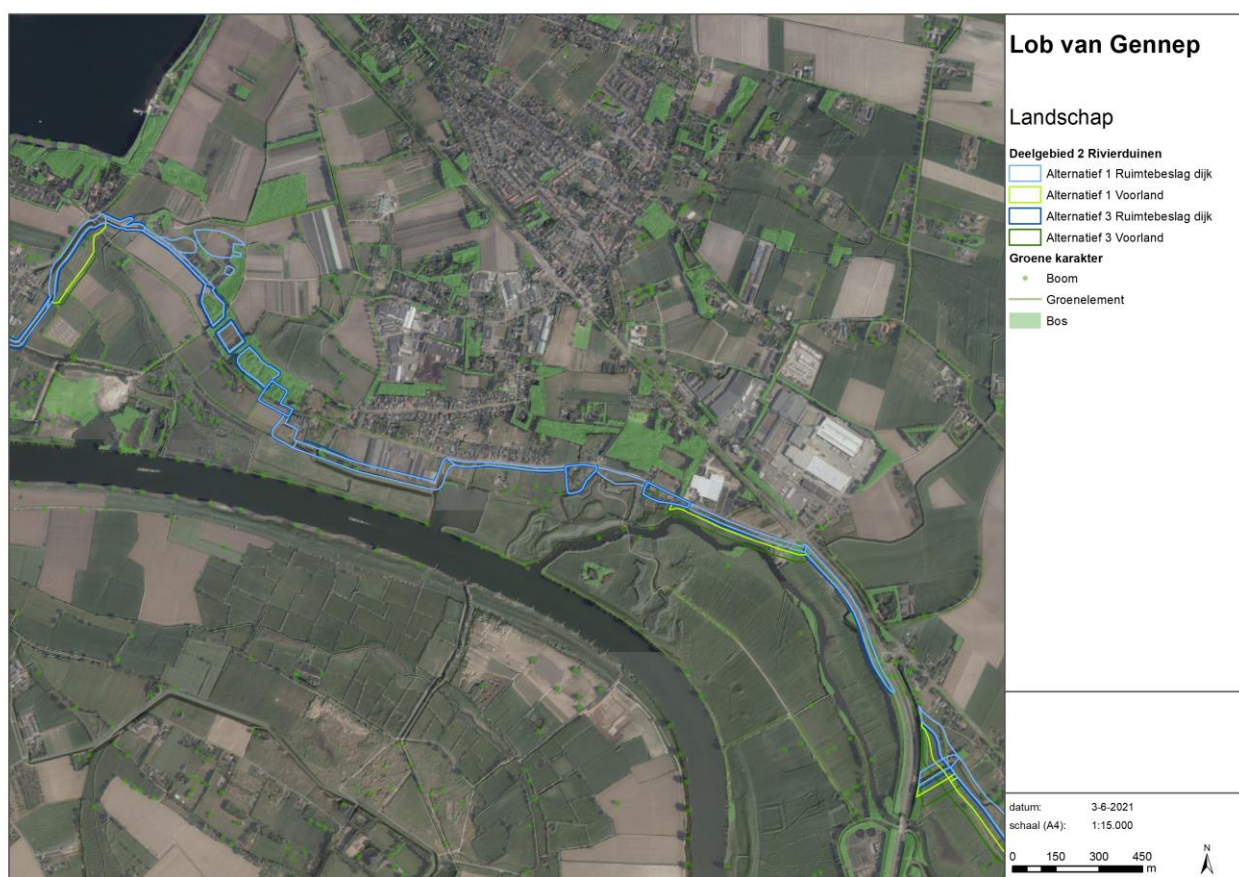 Lob van Gennep
Landschap
Deelgebied 2 Rivierduinen
Alternatief 1 Ruimtebeslag dijk
Alternatief 1 Voorland
Alternatief 3 Ruimtebeslag dijk
Alternatief 3 Voorland
Groene karakter
Boom
Groenelement
Bos
datum: 3-6-2021
schaal (A4): 1:15.000
N
0 150 300 450
m